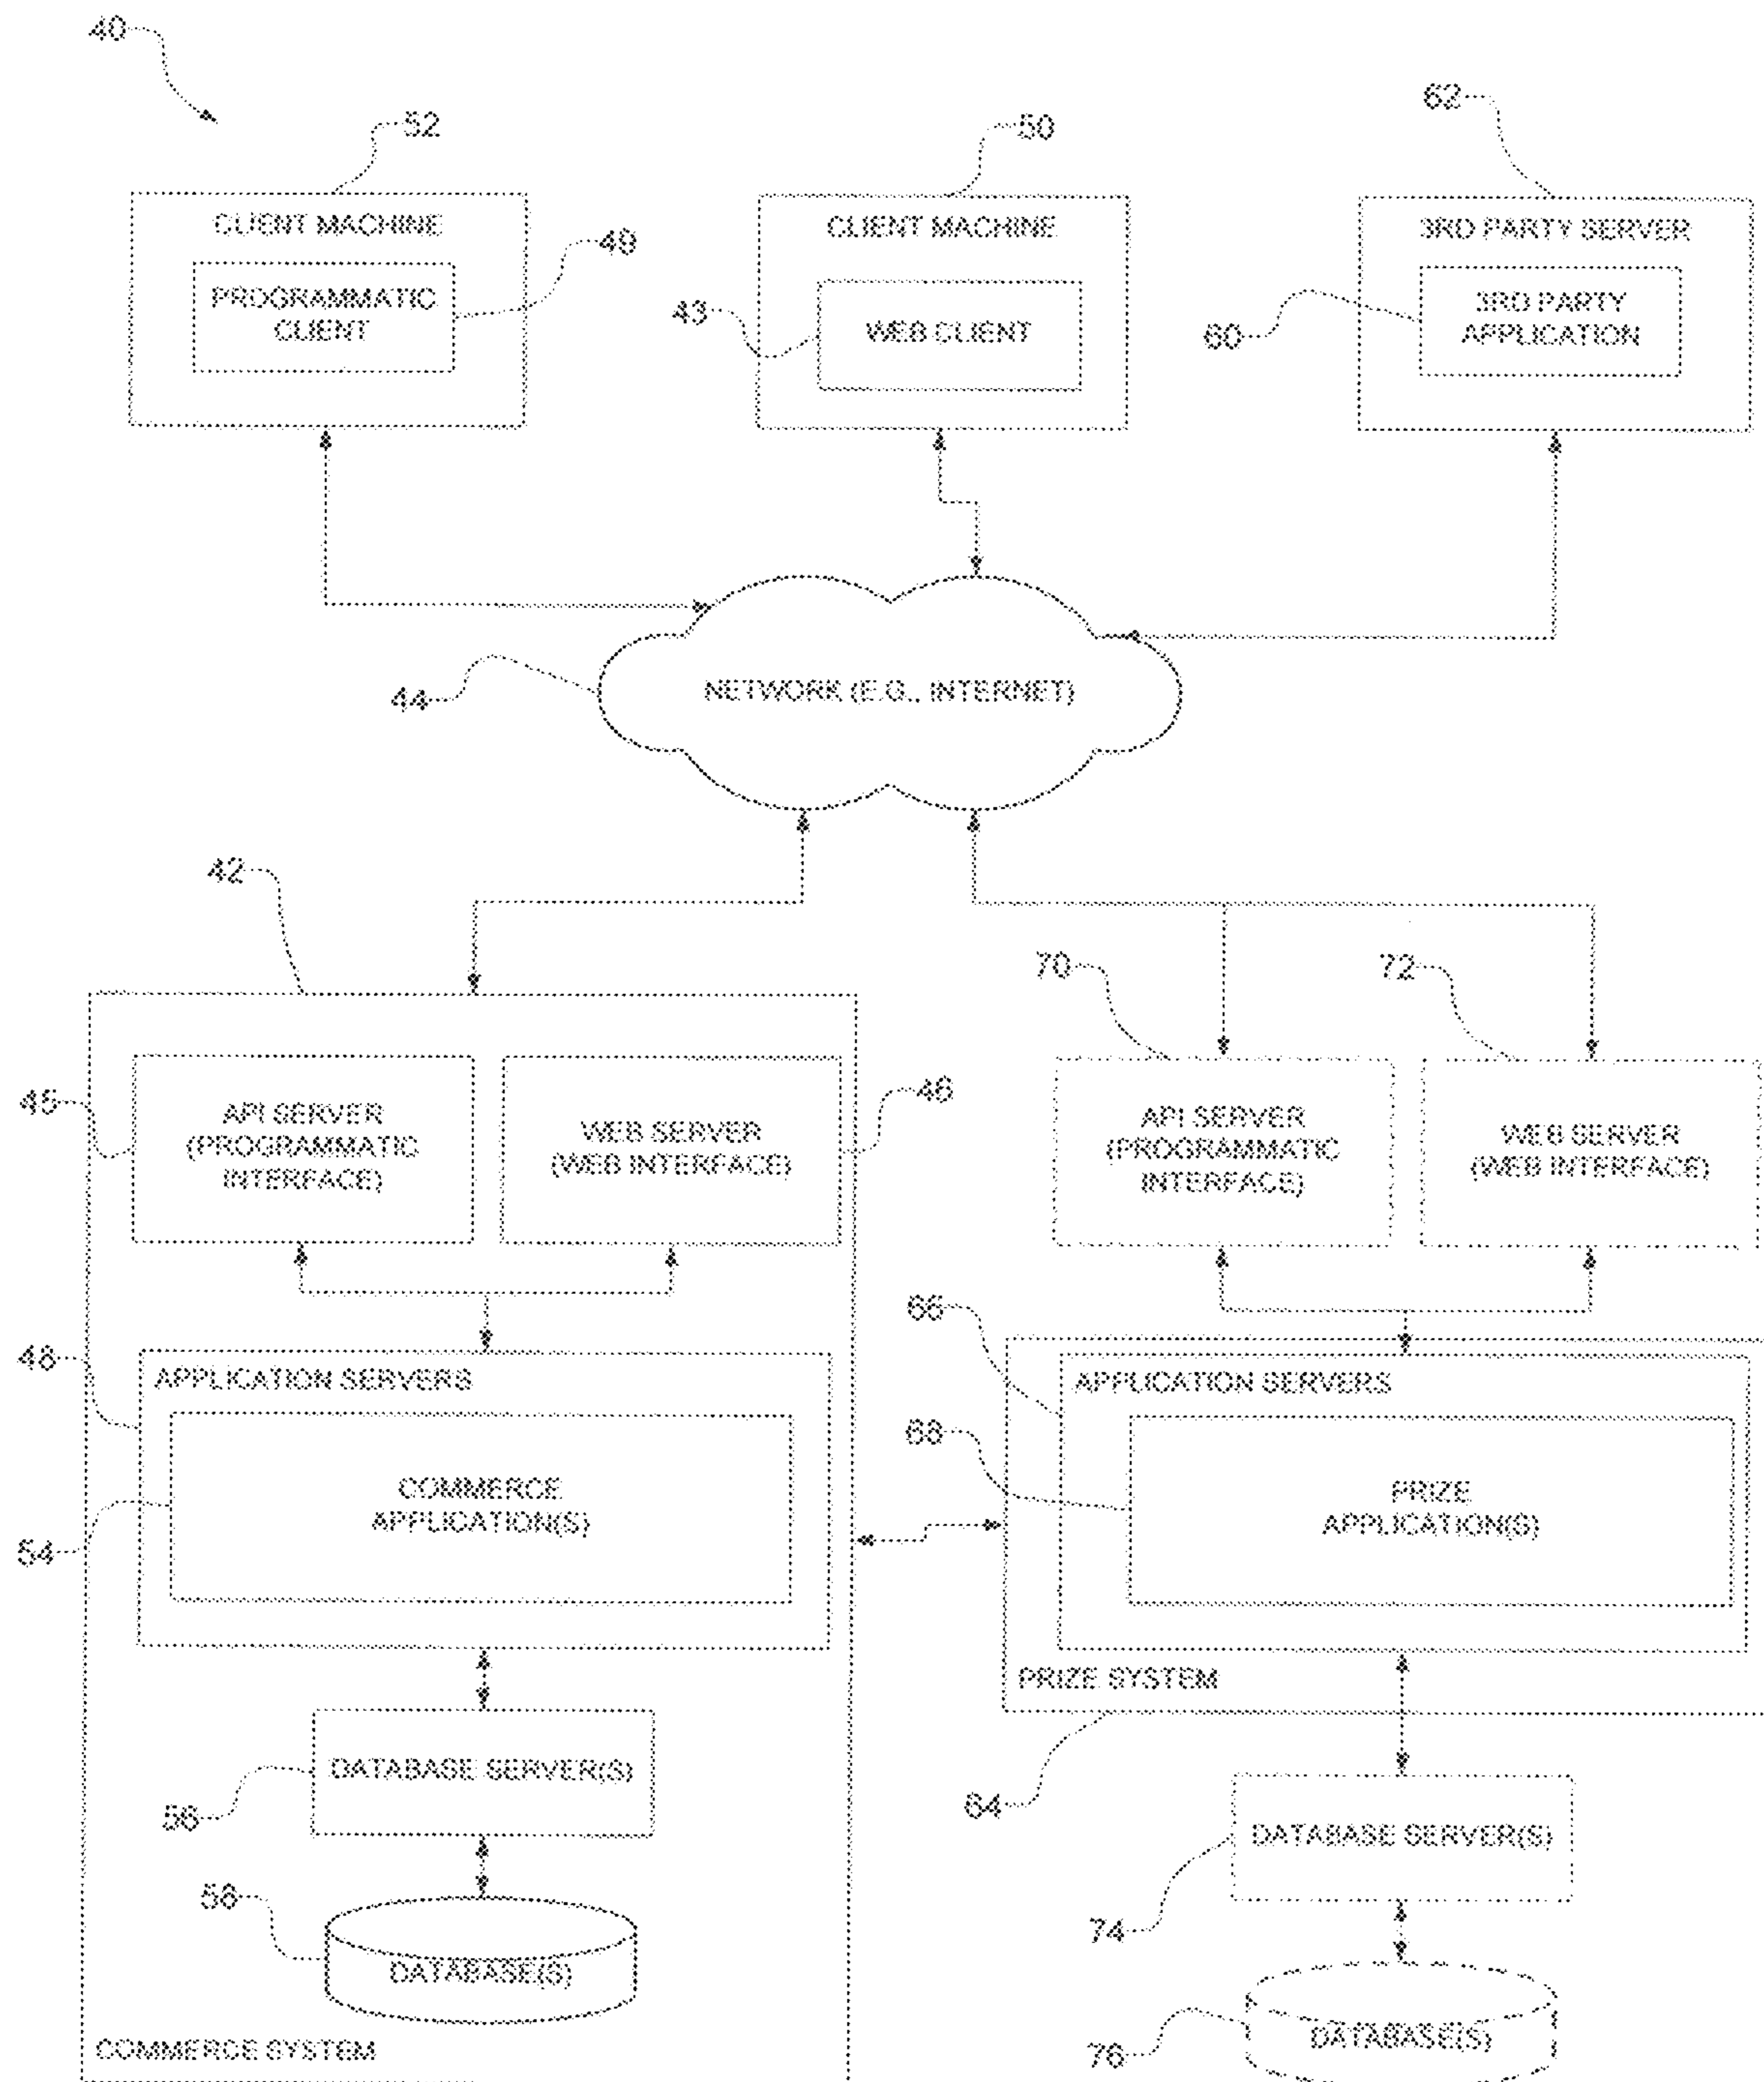 40
52
50
62
CLIENT MACHINE
PROGRAMMATIC
CLIENT
49
CLIENT MACHINE
43
WEB CLIENT
3RD PARTY SERVER
3RD PARTY
APPLICATION
60
NETWORK (E.G., INTERNET)
44
42
70
72
45
API SERVER
(PROGRAMMATIC
INTERFACE)
WEB SERVER
(WEB INTERFACE)
46
API SERVER
(PROGRAMMATIC
INTERFACE)
WEB SERVER
(WEB INTERFACE)
48
APPLICATION SERVERS
COMMERCE
APPLICATION(S)
54
66
APPLICATION SERVERS
68
PRIZE
APPLICATION(S)
PRIZE SYSTEM
64
DATABASE SERVER(S)
56
DATABASE SERVER(S)
74
58
DATABASE(S)
DATABASE(S)
76
COMMERCE SYSTEM